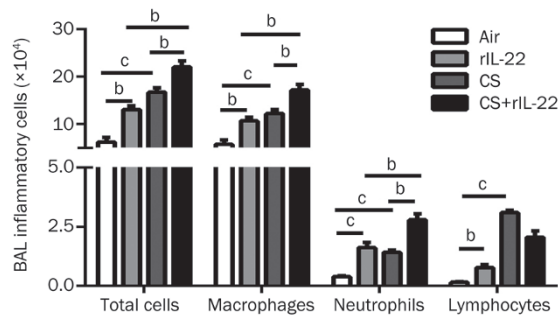 BAL inflammatory cells (×10⁴)
30
20
10
5.0
2.5
0.0
b
b
c
b
b
b
c
b
b
c
b
c
c
b
Air
rIL-22
CS
CS+rIL-22
Total cells
Macrophages
Neutrophils
Lymphocytes